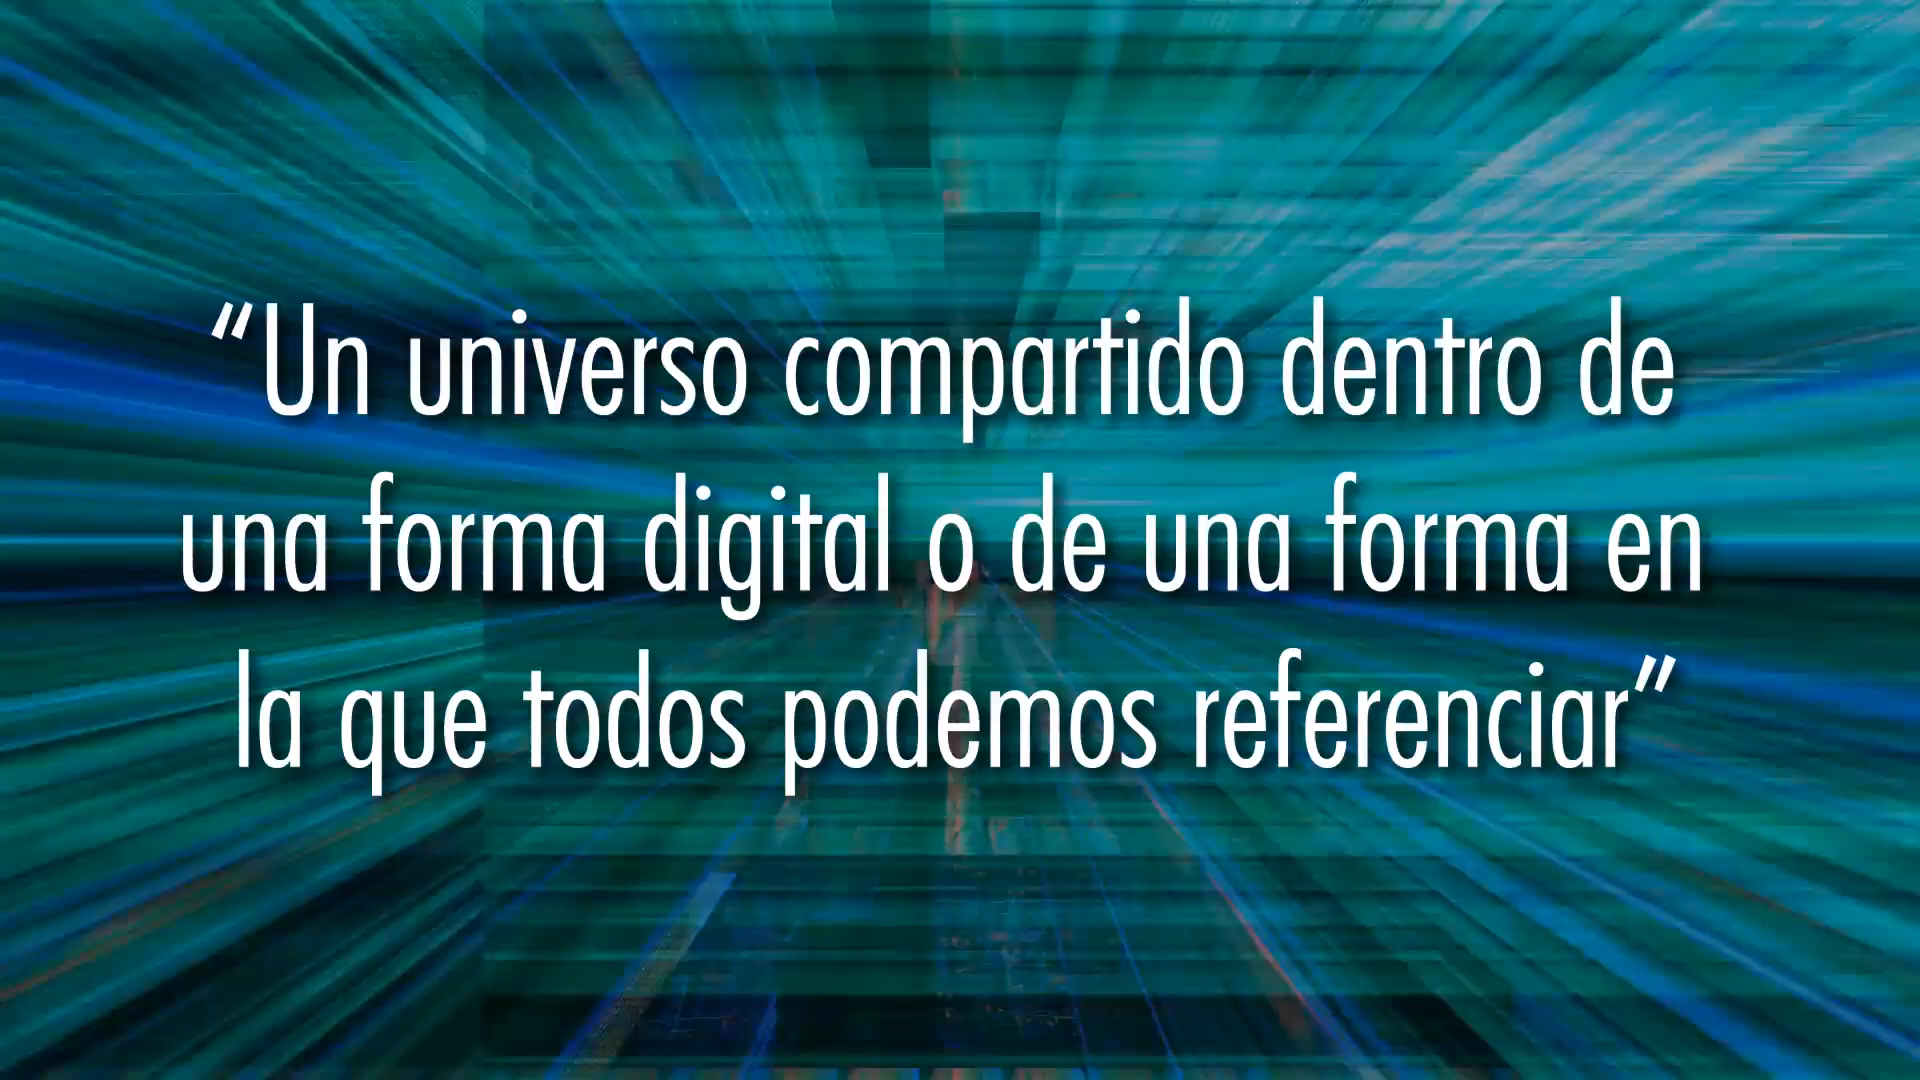 “Un universo compartido dentro de
una forma digital o de una forma en
la que todos podemos referenciar”